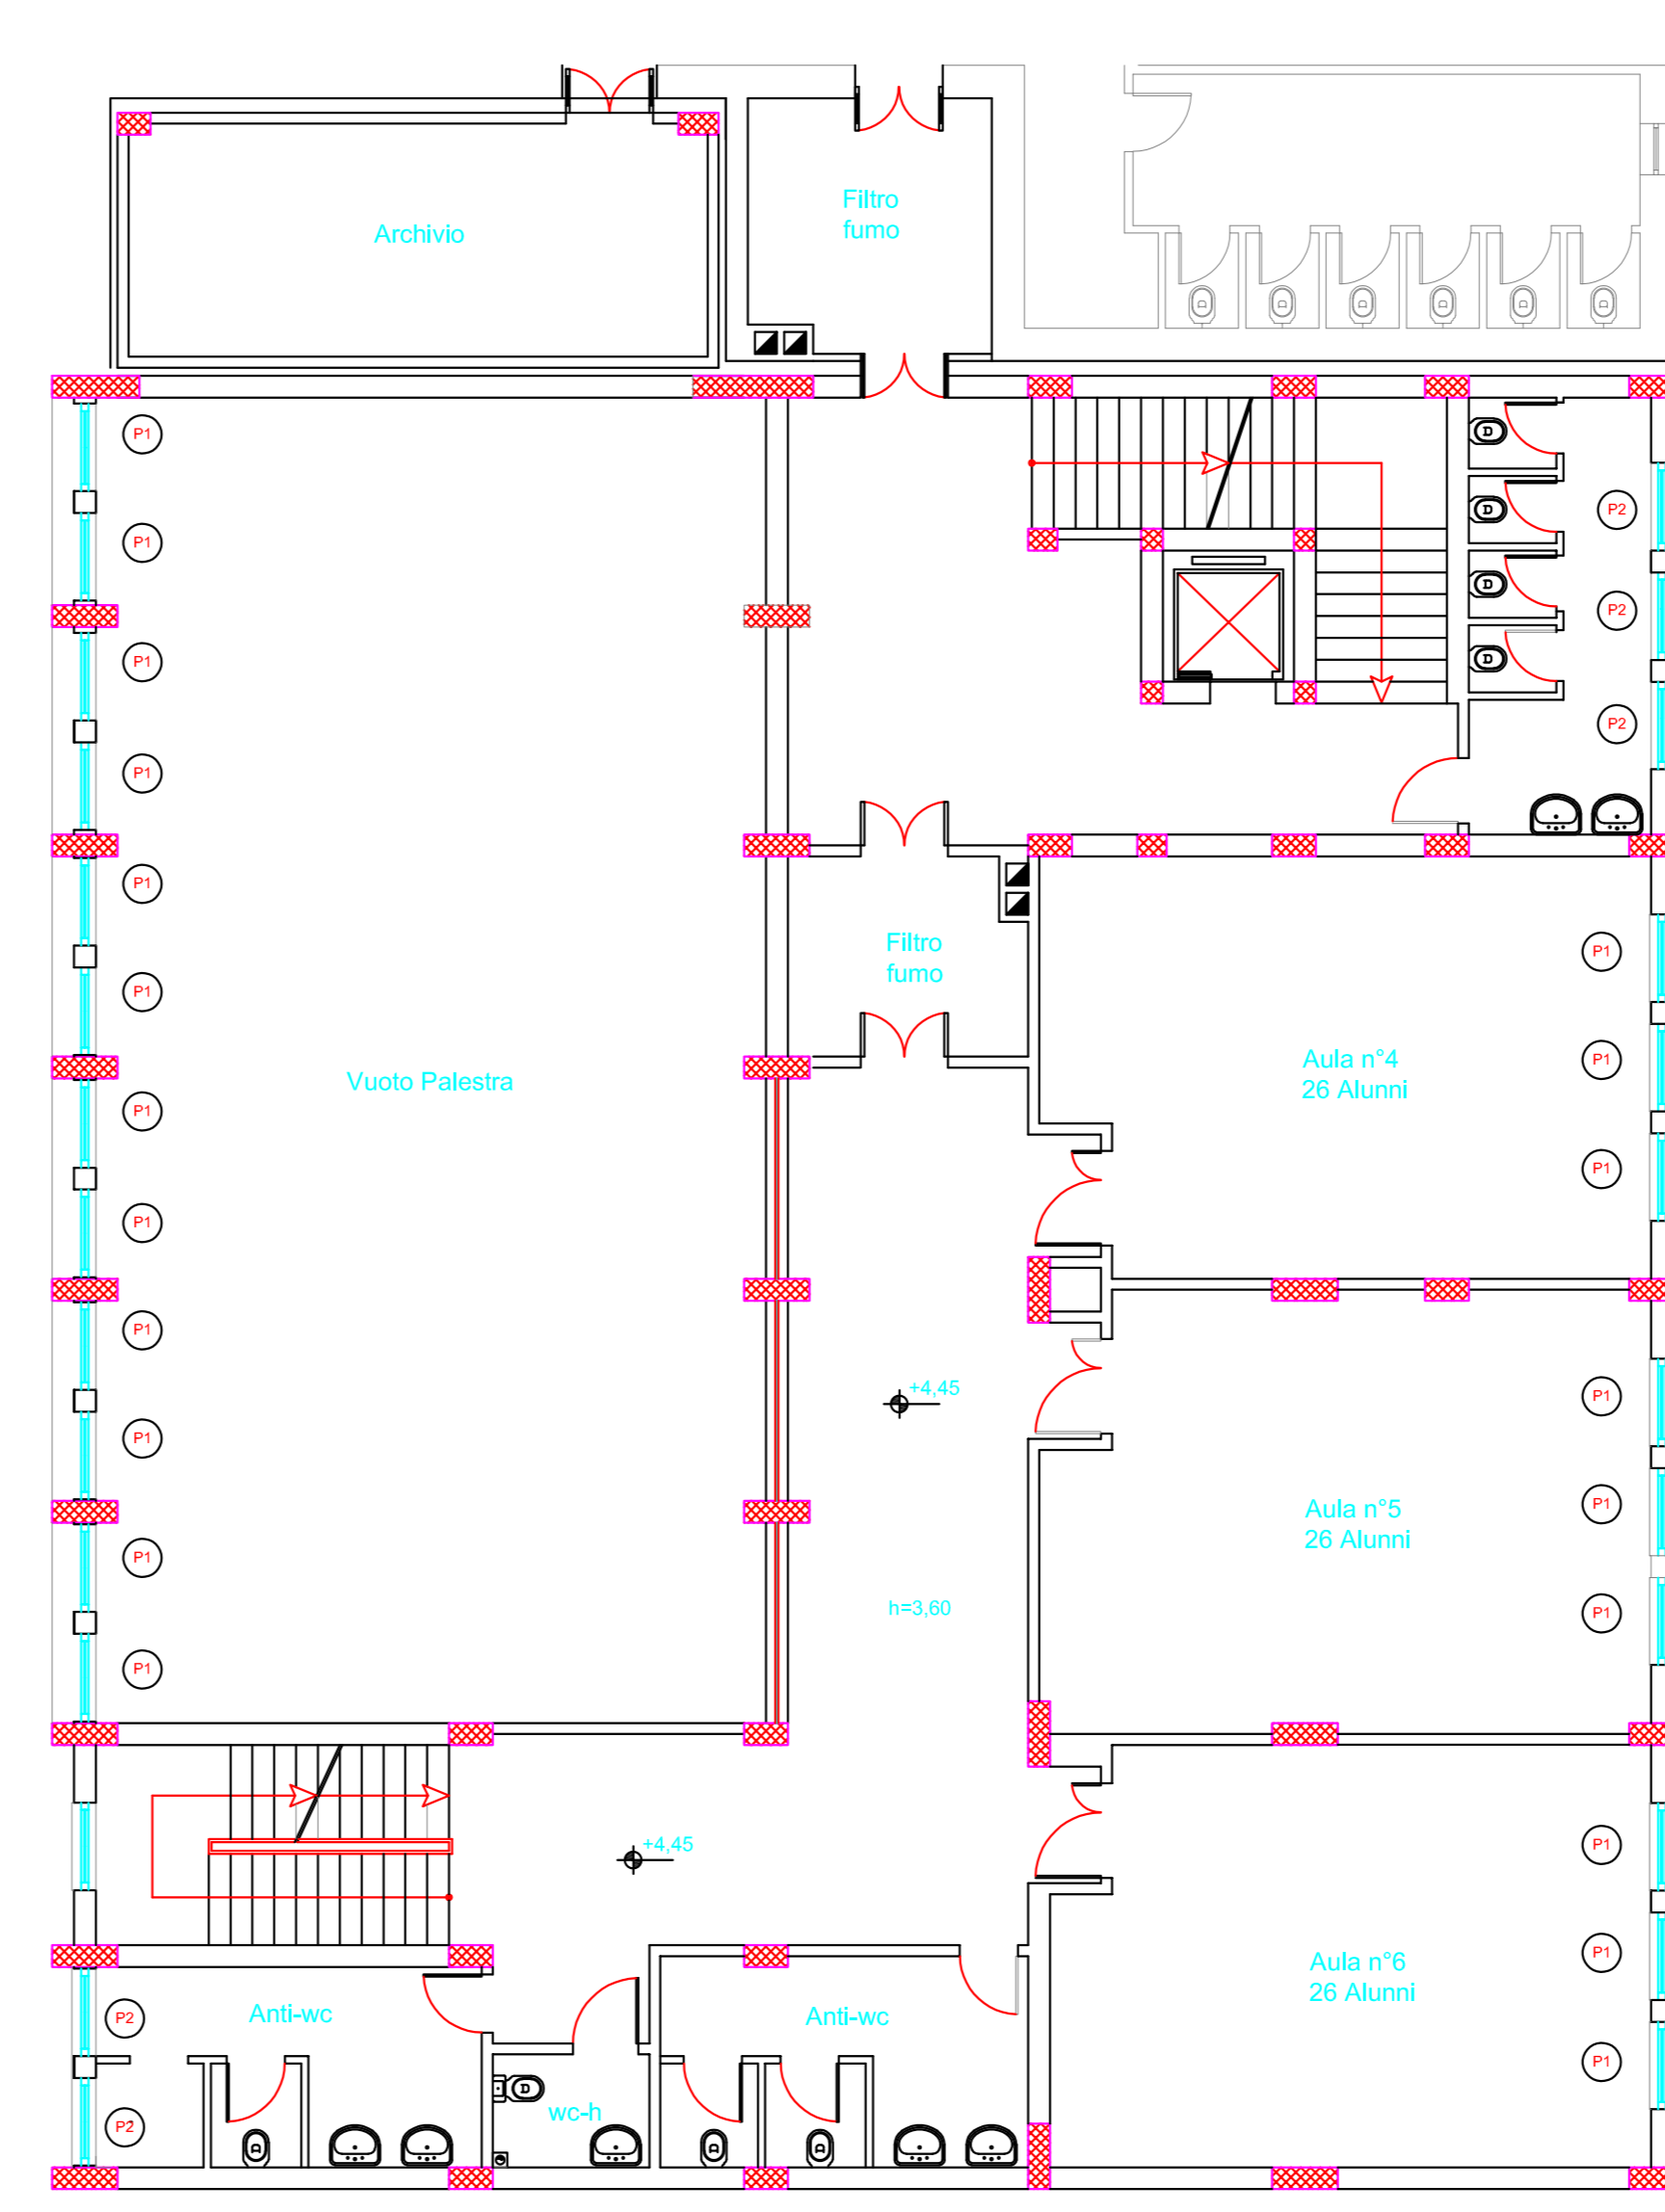 Filtro
fumo
Archivio
P1
P2
P1
P2
P1
P2
P1
P1
Filtro
fumo
P1
P1
Aula n°4
26 Alunni
P1
Vuoto Palestra
P1
P1
P1
P1
+4,45
P1
P1
Aula n°5
26 Alunni
P1
P1
h=3,60
P1
P1
+4,45
P1
P1
Aula n°6
26 Alunni
P2
Anti-wc
Anti-wc
P1
wc-h
P2